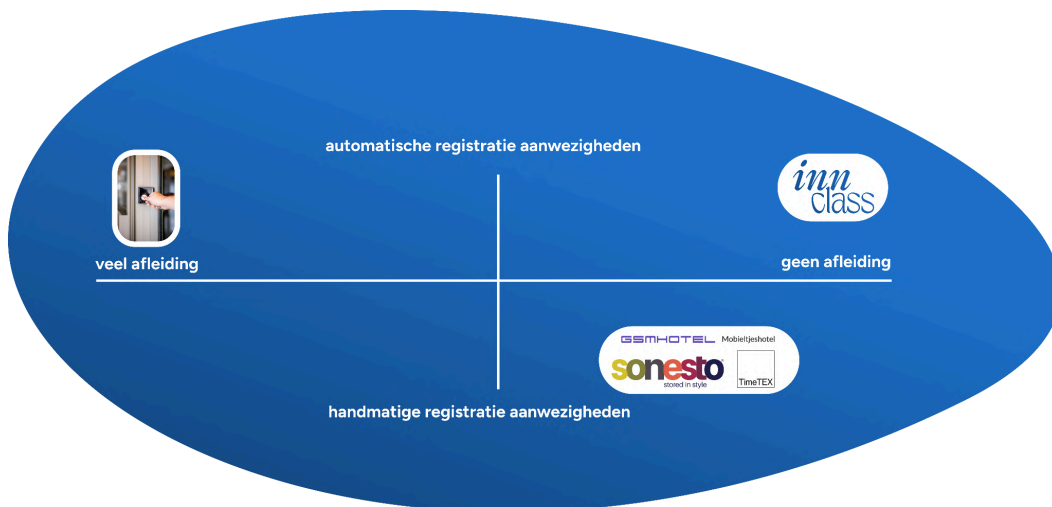 automatische registratie aanwezigheden
inn
class
veel afleiding
geen afleiding
GSMHOTEL Mobieltjeshotel
sonesto
stored in style
TimeTEX
handmatige registratie aanwezigheden